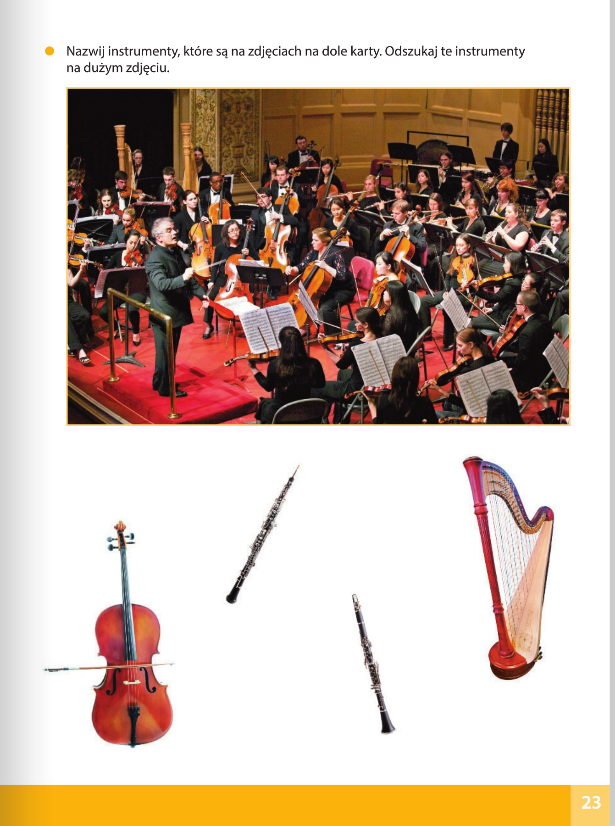 Nazwij instrumenty, które są na zdjęciach na dole karty. Odszukaj te instrumenty
na dużym zdjęciu.
23